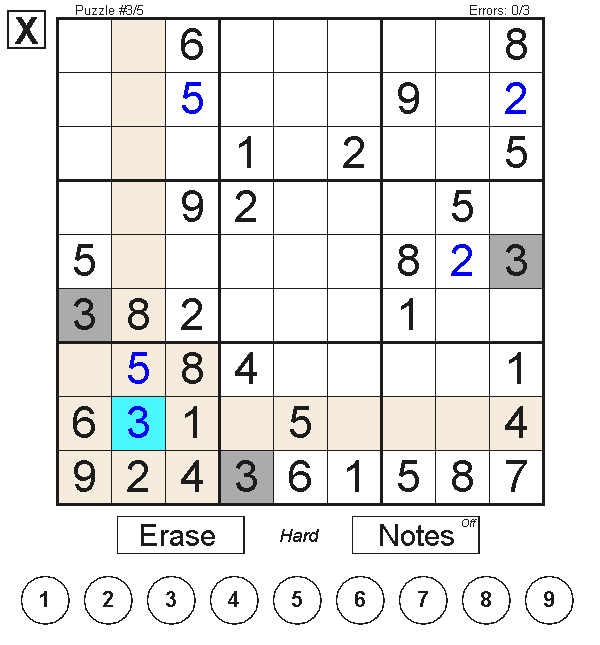 Puzzle #3/5 Errors: 0/3
X
6 8
5 9 2
1 2 5
9 2 5
5 8 2 3
3 8 2 1
5 8 4 1
6 3 1 5 4
9 2 4 3 6 1 5 8 7
Erase Hard Notes Off
1 2 3 4 5 6 7 8 9